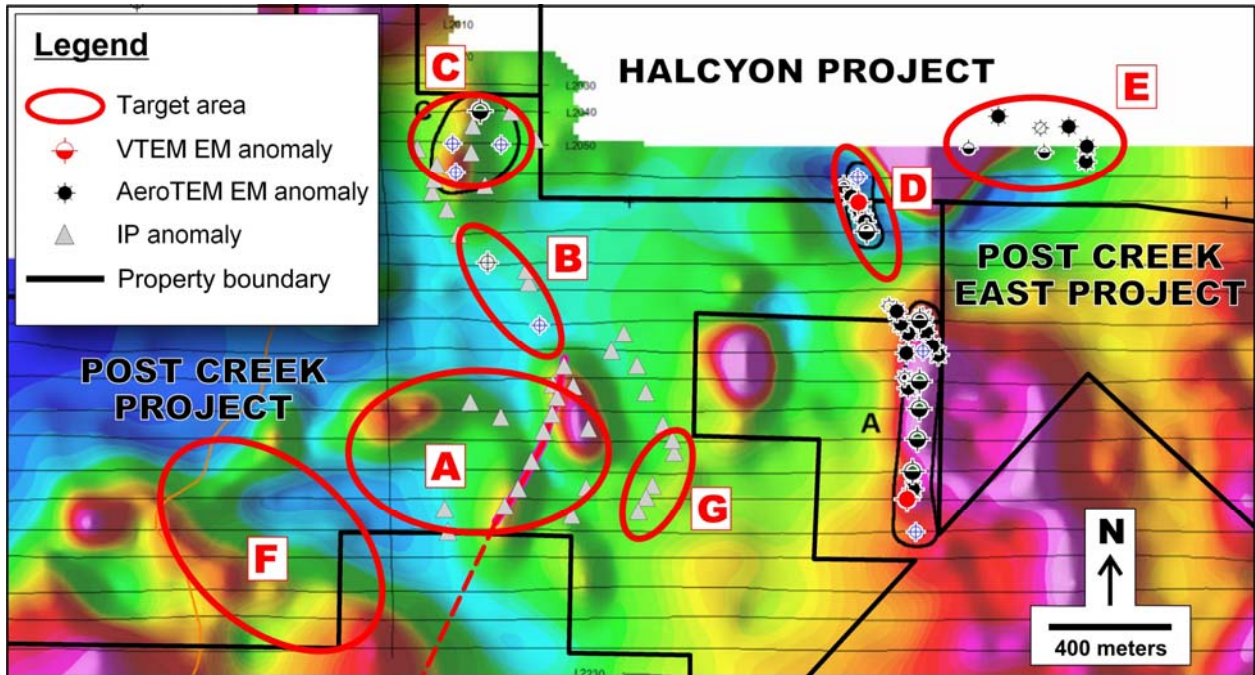 Legend
Target area
VTEM EM anomaly
AeroTEM EM anomaly
IP anomaly
Property boundary
L2010
C
HALCYON PROJECT
E
L2030
L2040
L2050
C
D
B
POST CREEK
EAST PROJECT
POST CREEK
PROJECT
A
A
G
F
N
400 meters
L2230